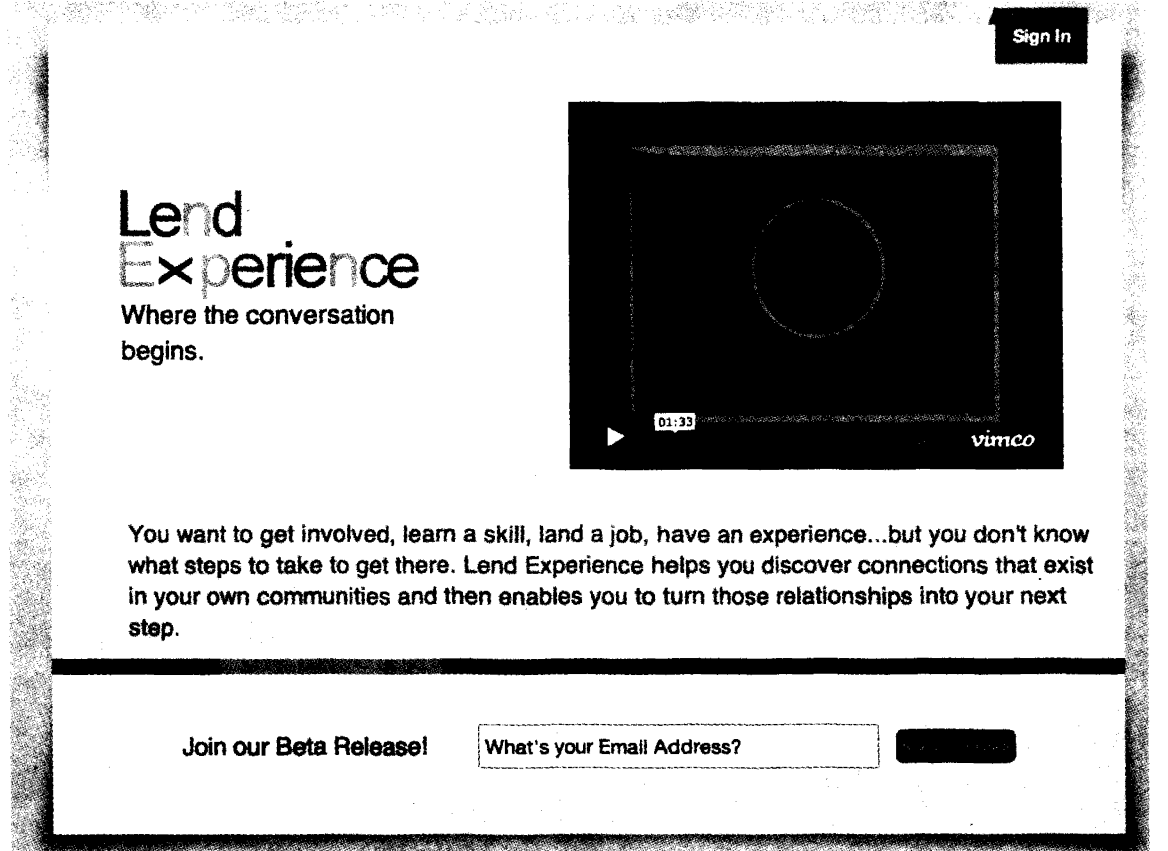 Sign In
Lend
Experience
Where the conversation
begins.
01:33
vimeo
You want to get involved, learn a skill, land a job, have an experience...but you don't know
what steps to take to get there. Lend Experience helps you discover connections that exist
in your own communities and then enables you to turn those relationships into your next
step.
Join our Beta Release!
What's your Email Address?